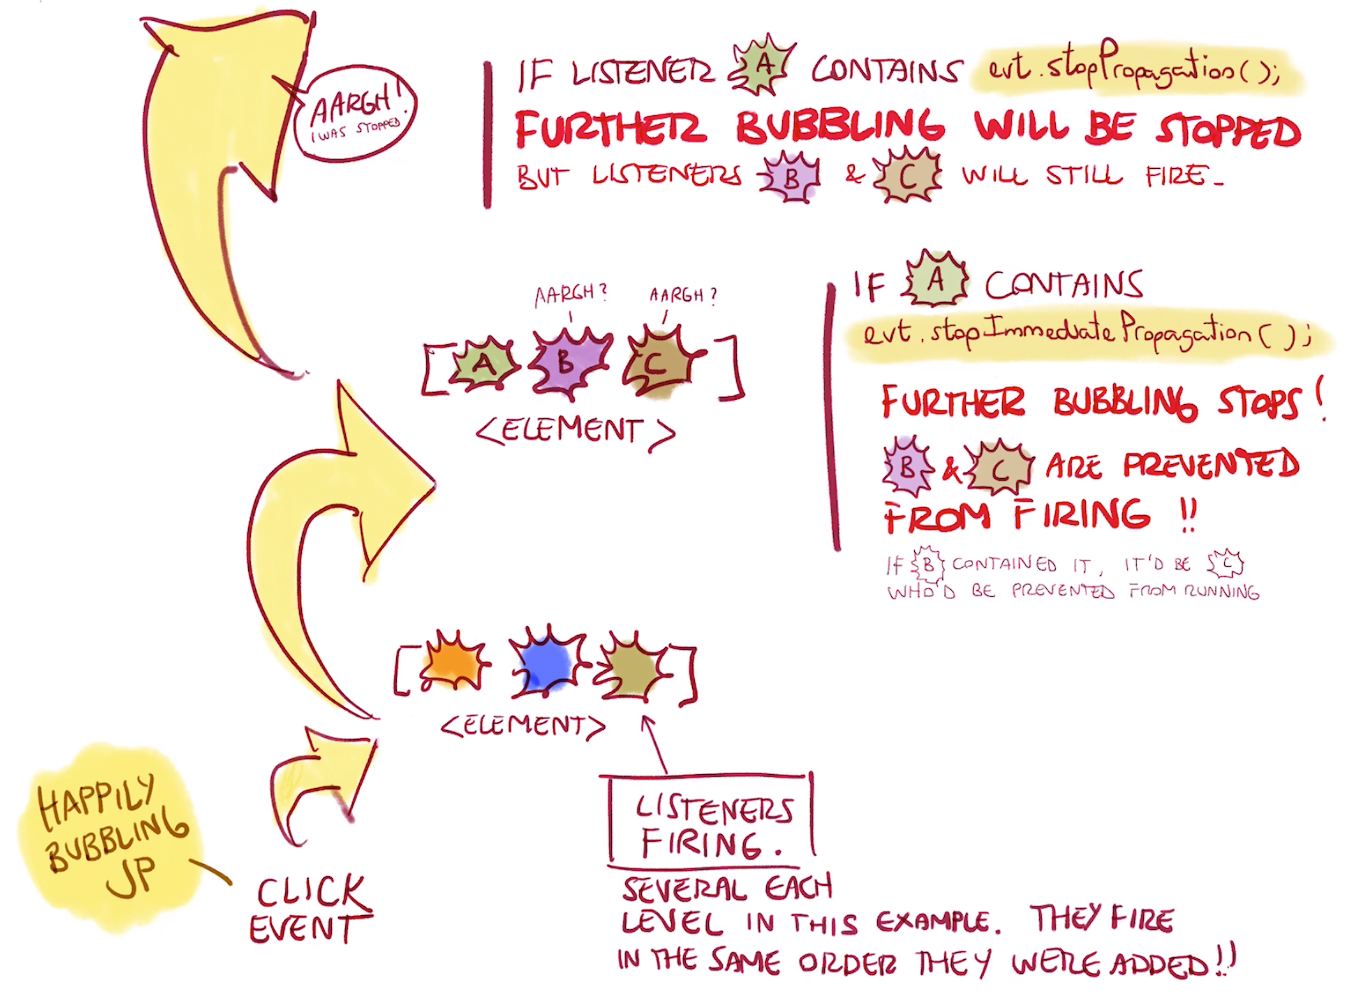 AARGH!
I WAS STOPPED!
IF LISTENER A CONTAINS evt.stopPropagation();
FURTHER BUBBLING WILL BE STOPPED
BUT LISTENERS B & C WILL STILL FIRE_
IF A CONTAINS
evt.stopImmediatePropagation();
FURTHER BUBBLING STOPS!
B & C ARE PREVENTED
FROM FIRING !!
IF B CONTAINED IT, IT'D BE C
WHO'D BE PREVENTED FROM RUNNING
AARGH? AARGH?
[A B C]
<ELEMENT>
[ ]
<ELEMENT>
LISTENERS
FIRING.
SEVERAL EACH
LEVEL IN THIS EXAMPLE. THEY FIRE
IN THE SAME ORDER THEY WERE ADDED!!
HAPPILY
BUBBLING
UP
CLICK
EVENT